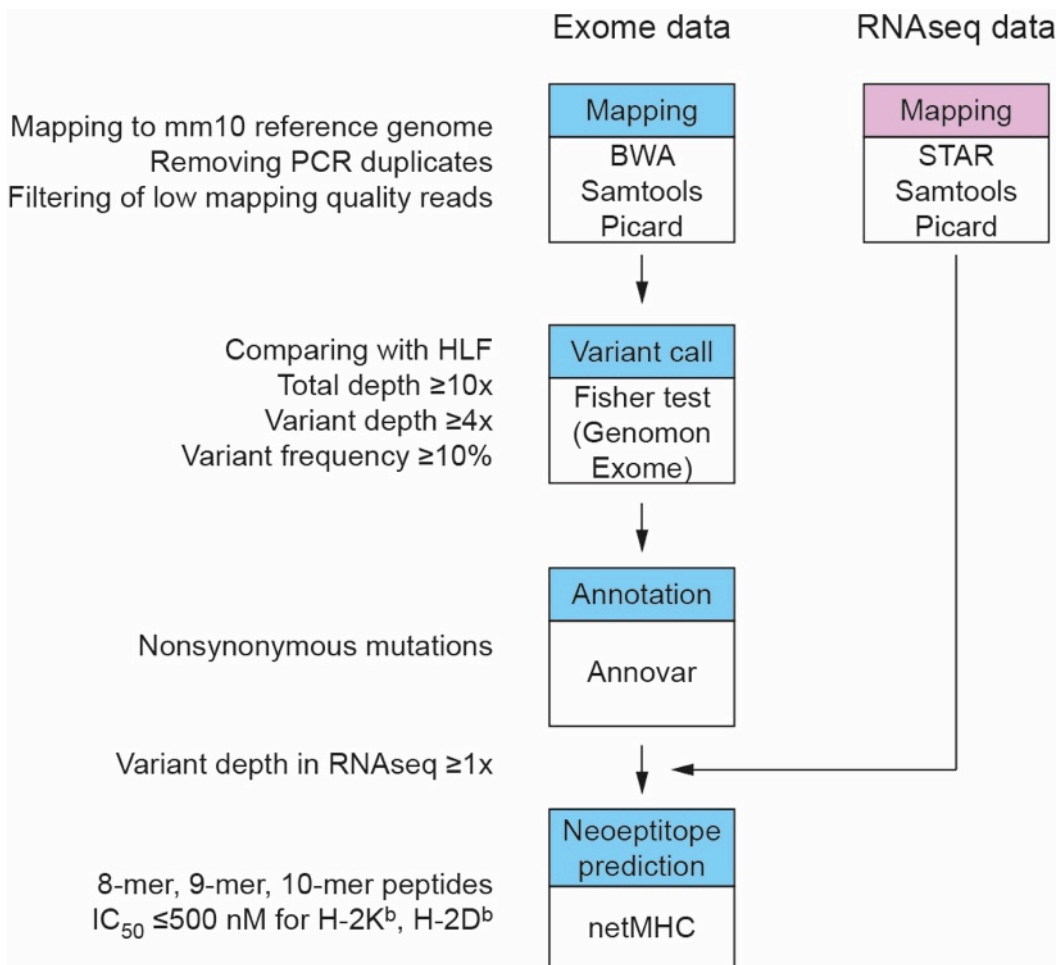 Exome data
RNAseq data
Mapping to mm10 reference genome
Removing PCR duplicates
Filtering of low mapping quality reads
Mapping
BWA
Samtools
Picard
Mapping
STAR
Samtools
Picard
Comparing with HLF
Total depth ≥10x
Variant depth ≥4x
Variant frequency ≥10%
Variant call
Fisher test
(Genomon
Exome)
Nonsynonymous mutations
Annotation
Annovar
Variant depth in RNAseq ≥1x
8-mer, 9-mer, 10-mer peptides
IC₅₀ ≤500 nM for H-2Kᵇ, H-2Dᵇ
Neoeptitope
prediction
netMHC